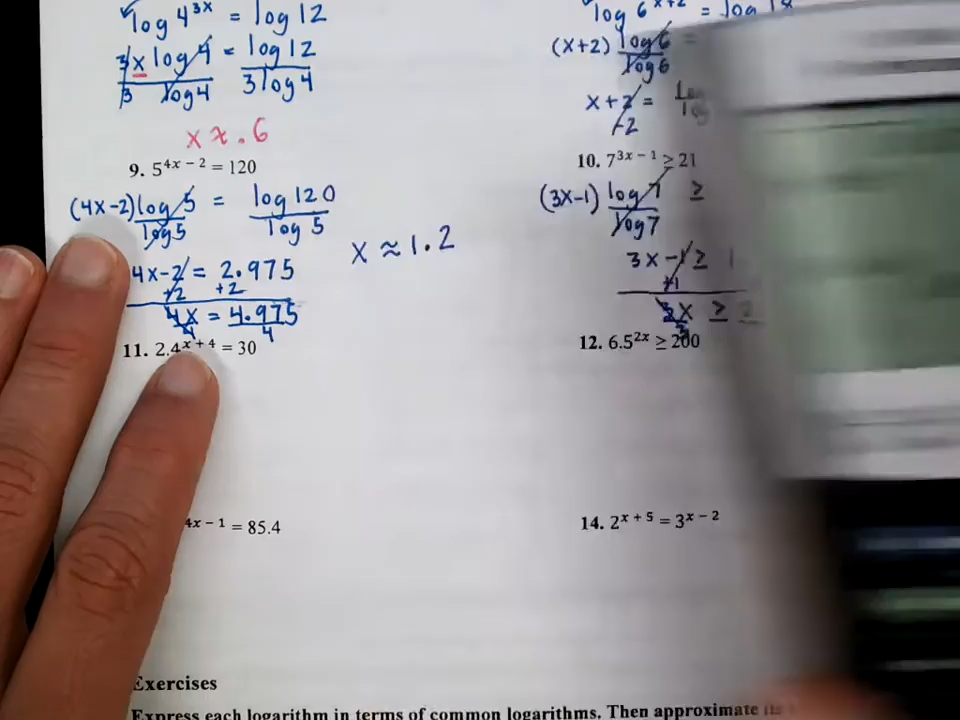 log 4^3x = log 12
3x log 4 = log 12
3 log 4 3 log 4
x ≈ .6
9. 5^4x − 2 = 120
(4x-2) log 5 = log 120
log 5 log 5
4x-2 = 2.975
+2 +2
4x = 4.975
4 4
x ≈ 1.2
11. 2.4^x + 4 = 30
4x − 1 = 85.4
log 6^x+2 = log
(x+2) log 6 =
log 6
x+2 =
-2
10. 7^3x − 1 ≥ 21
(3x-1) log 7 ≥
log 7
3x-1 ≥
+1
3x ≥
3
12. 6.5^2x ≥ 200
14. 2^x + 5 = 3^x − 2
Exercises
Express each logarithm in terms of common logarithms. Then approximate